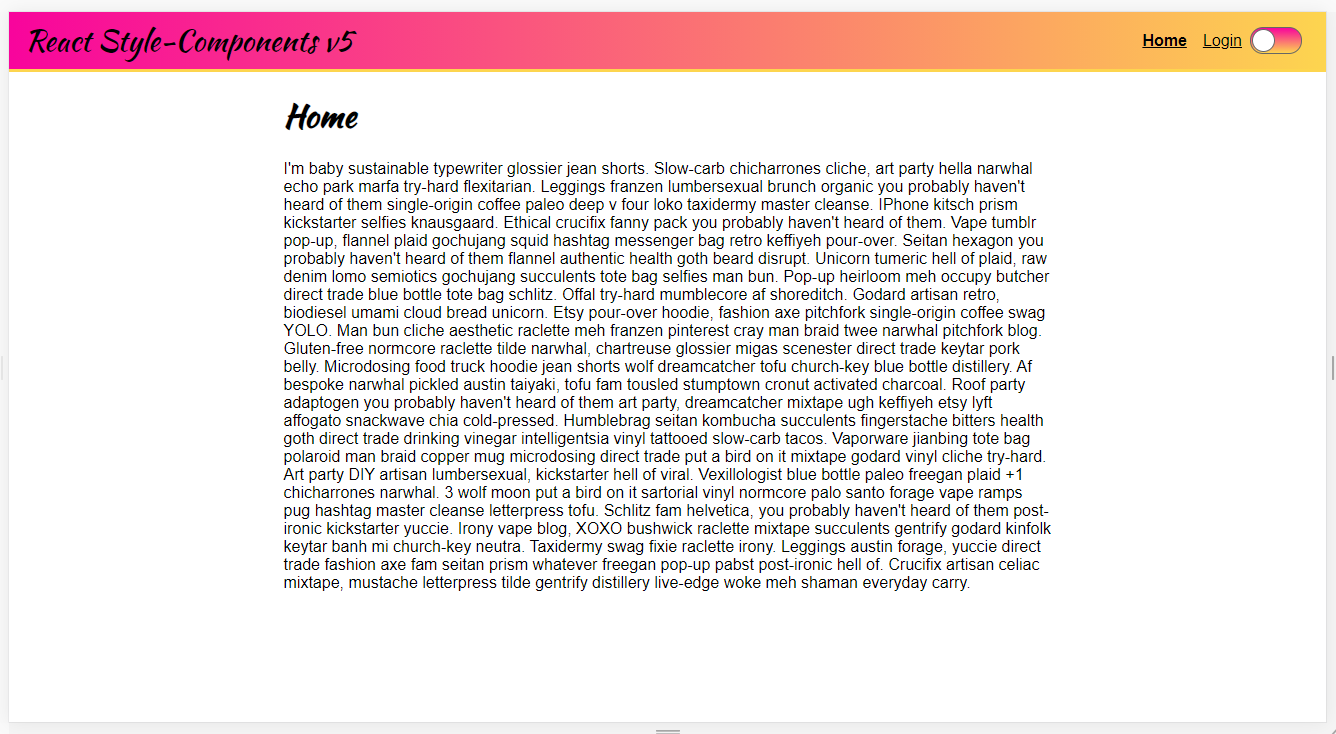 React Style-Components v5
Home
Login
Home
I'm baby sustainable typewriter glossier jean shorts. Slow-carb chicharrones cliche, art party hella narwhal
echo park marfa try-hard flexitarian. Leggings franzen lumbersexual brunch organic you probably haven't
heard of them single-origin coffee paleo deep v four loko taxidermy master cleanse. IPhone kitsch prism
kickstarter selfies knausgaard. Ethical crucifix fanny pack you probably haven't heard of them. Vape tumblr
pop-up, flannel plaid gochujang squid hashtag messenger bag retro keffiyeh pour-over. Seitan hexagon you
probably haven't heard of them flannel authentic health goth beard disrupt. Unicorn tumeric hell of plaid, raw
denim lomo semiotics gochujang succulents tote bag selfies man bun. Pop-up heirloom meh occupy butcher
direct trade blue bottle tote bag schlitz. Offal try-hard mumblecore af shoreditch. Godard artisan retro,
biodiesel umami cloud bread unicorn. Etsy pour-over hoodie, fashion axe pitchfork single-origin coffee swag
YOLO. Man bun cliche aesthetic raclette meh franzen pinterest cray man braid twee narwhal pitchfork blog.
Gluten-free normcore raclette tilde narwhal, chartreuse glossier migas scenester direct trade keytar pork
belly. Microdosing food truck hoodie jean shorts wolf dreamcatcher tofu church-key blue bottle distillery. Af
bespoke narwhal pickled austin taiyaki, tofu fam tousled stumptown cronut activated charcoal. Roof party
adaptogen you probably haven't heard of them art party, dreamcatcher mixtape ugh keffiyeh etsy lyft
affogato snackwave chia cold-pressed. Humblebrag seitan kombucha succulents fingerstache bitters health
goth direct trade drinking vinegar intelligentsia vinyl tattooed slow-carb tacos. Vaporware jianbing tote bag
polaroid man braid copper mug microdosing direct trade put a bird on it mixtape godard vinyl cliche try-hard.
Art party DIY artisan lumbersexual, kickstarter hell of viral. Vexillologist blue bottle paleo freegan plaid +1
chicharrones narwhal. 3 wolf moon put a bird on it sartorial vinyl normcore palo santo forage vape ramps
pug hashtag master cleanse letterpress tofu. Schlitz fam helvetica, you probably haven't heard of them post-
ironic kickstarter yuccie. Irony vape blog, XOXO bushwick raclette mixtape succulents gentrify godard kinfolk
keytar banh mi church-key neutra. Taxidermy swag fixie raclette irony. Leggings austin forage, yuccie direct
trade fashion axe fam seitan prism whatever freegan pop-up pabst post-ironic hell of. Crucifix artisan celiac
mixtape, mustache letterpress tilde gentrify distillery live-edge woke meh shaman everyday carry.